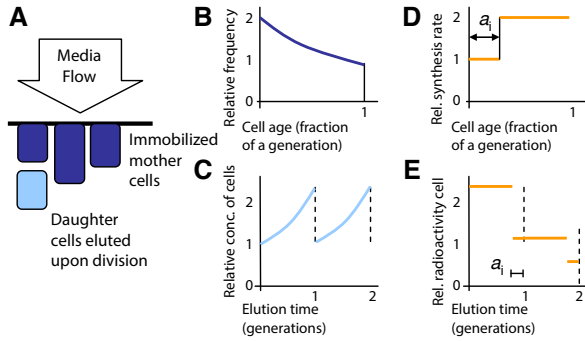 A
Media
Flow
Immobilized
mother
cells
Daughter
cells eluted
upon division
B
Relative frequency
2
1
0
1
Cell age (fraction
of a generation)
C
Relative conc. of cells
2
1
0
1
2
Elution time
(generations)
D
Rel. synthesis rate
2
1
0
ai
1
Cell age (fraction
of a generation)
E
Rel. radioactivity cell
2
1
0
ai
1
2
Elution time
(generations)